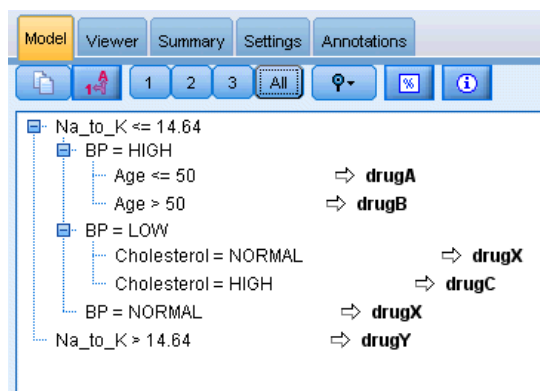 Model Viewer Summary Settings Annotations
1 2 3 All %
Na_to_K <= 14.64
BP = HIGH
Age <= 50 ⇨ drugA
Age > 50 ⇨ drugB
BP = LOW
Cholesterol = NORMAL ⇨ drugX
Cholesterol = HIGH ⇨ drugC
BP = NORMAL ⇨ drugX
Na_to_K > 14.64 ⇨ drugY